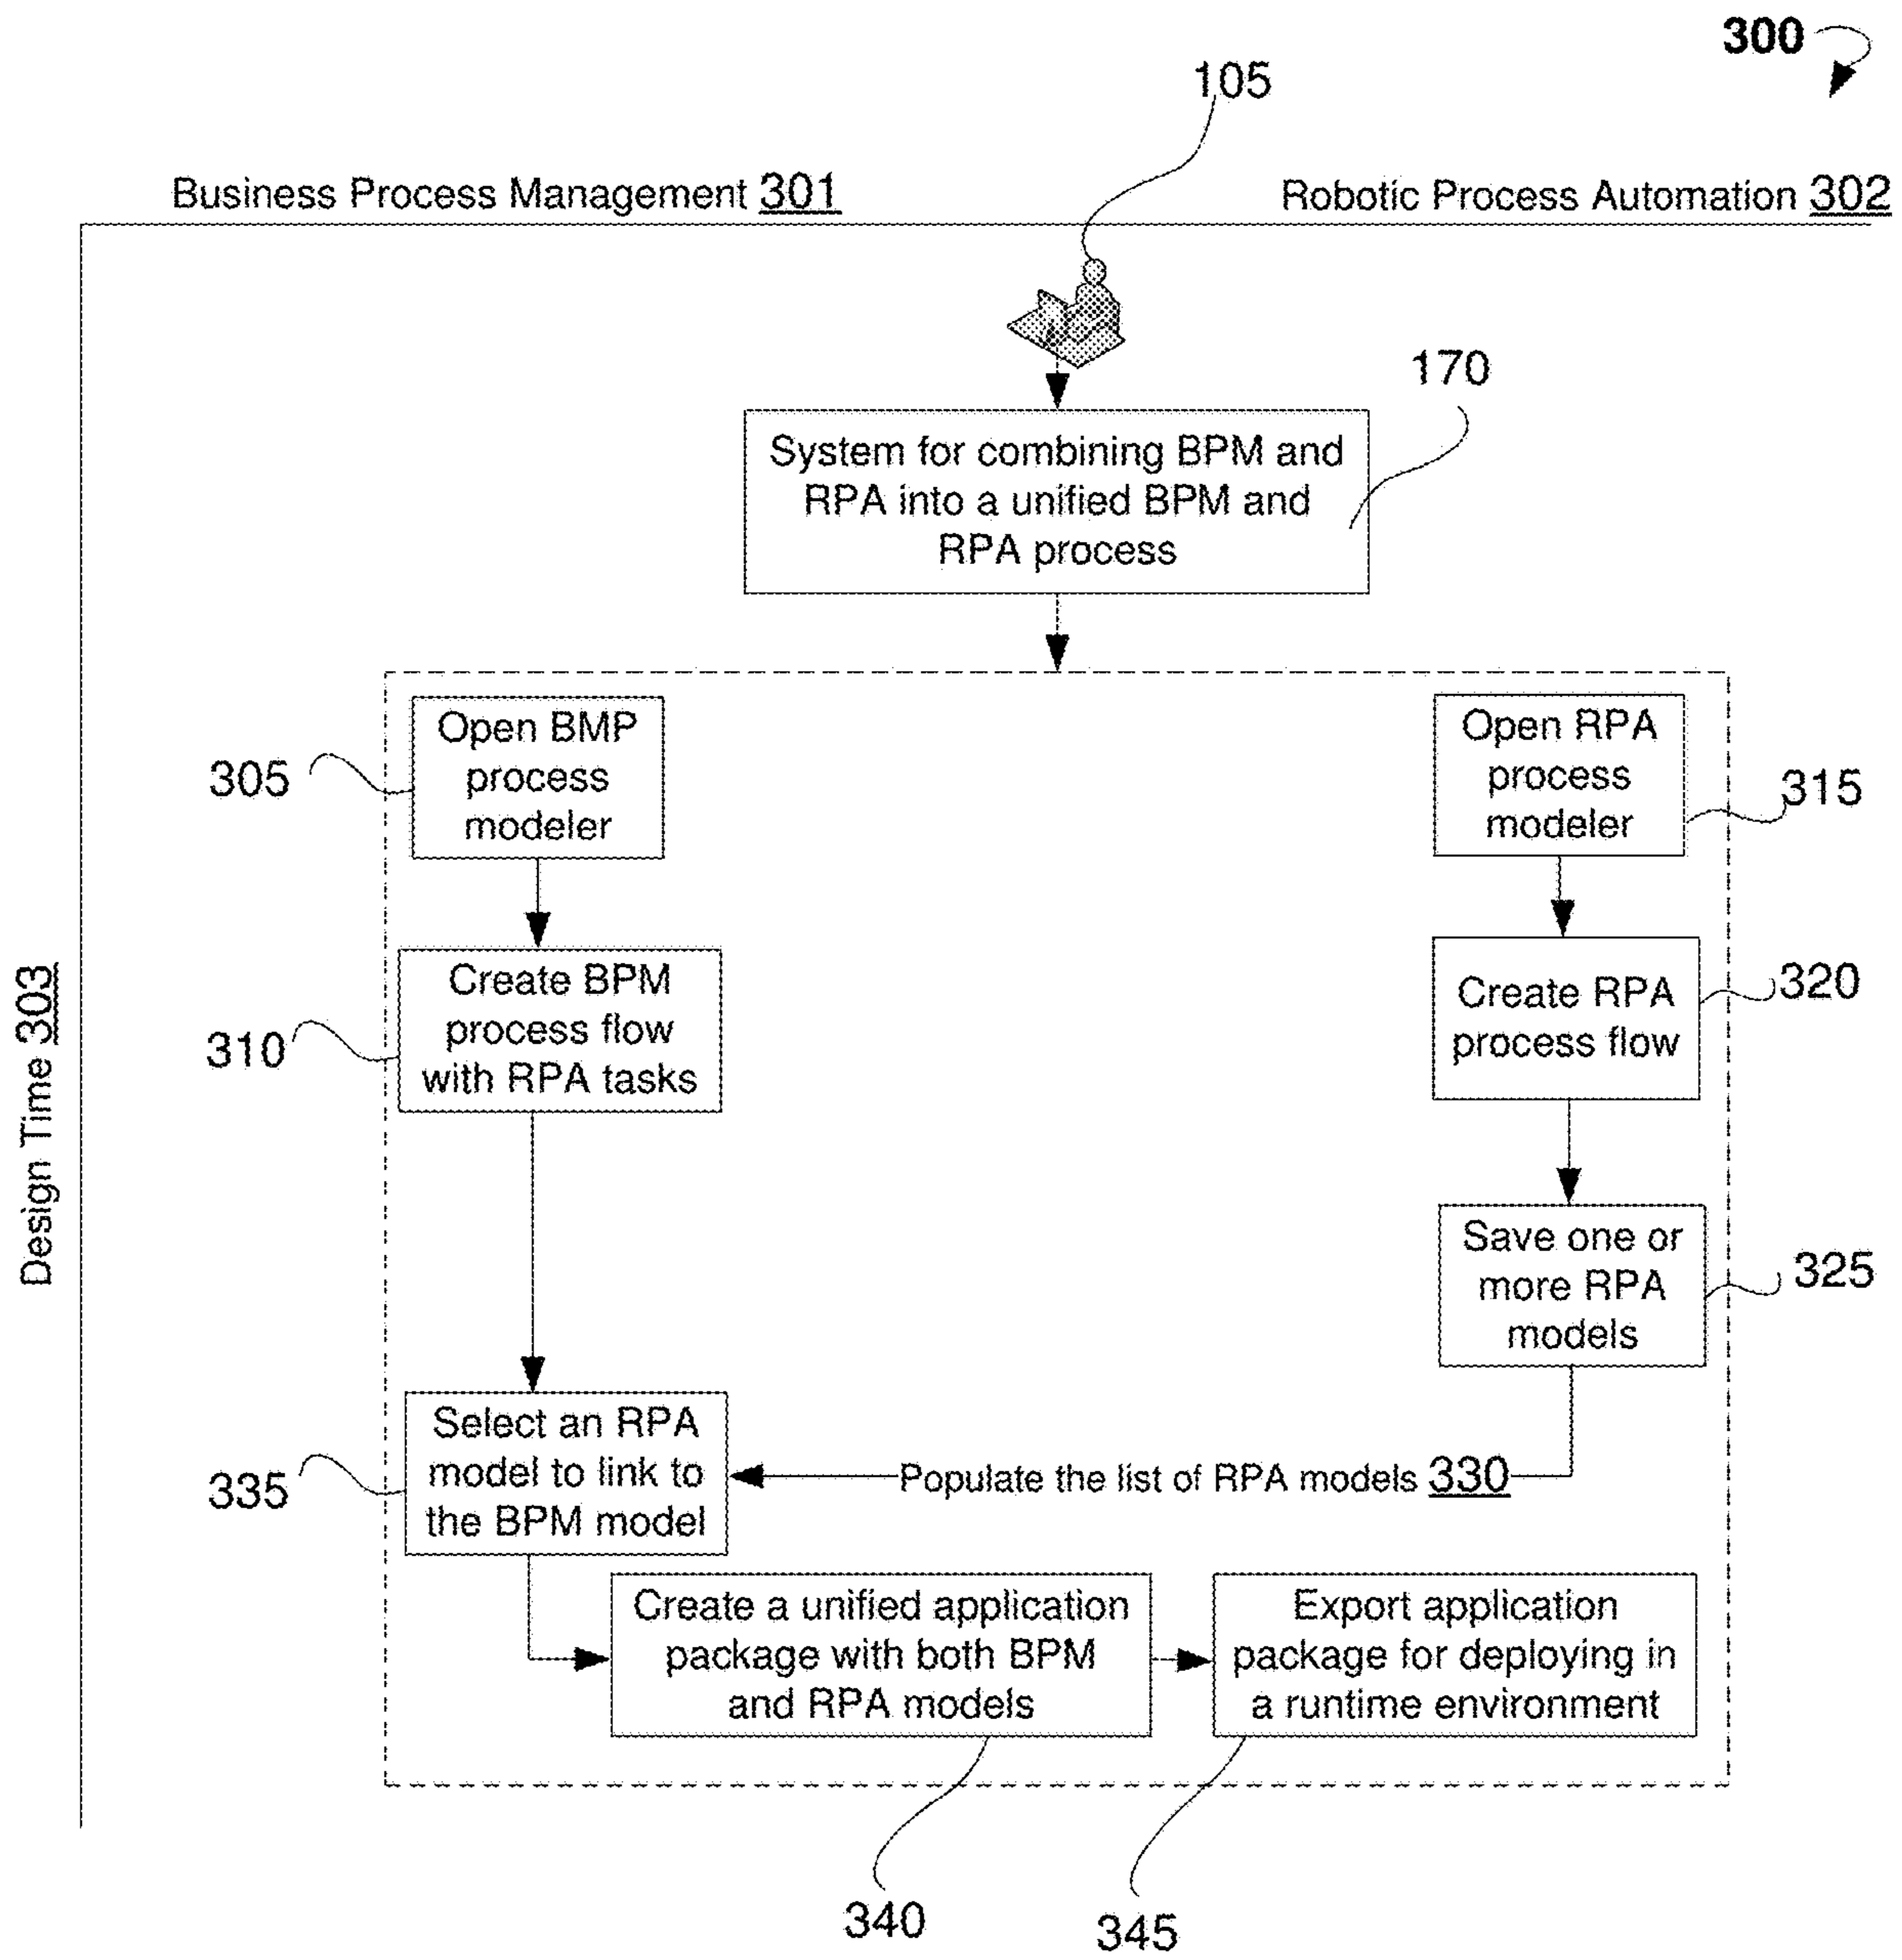 300
105
Business Process Management 301
Robotic Process Automation 302
170
System for combining BPM and
RPA into a unified BPM and
RPA process
Design Time 303
Open BMP
process
modeler
305
Open RPA
process
modeler
315
Create BPM
process flow
with RPA tasks
310
Create RPA
process flow
320
Save one or
more RPA
models
325
Select an RPA
model to link to
the BPM model
335
Populate the list of RPA models 330
Create a unified application
package with both BPM
and RPA models
Export application
package for deploying in
a runtime environment
340
345